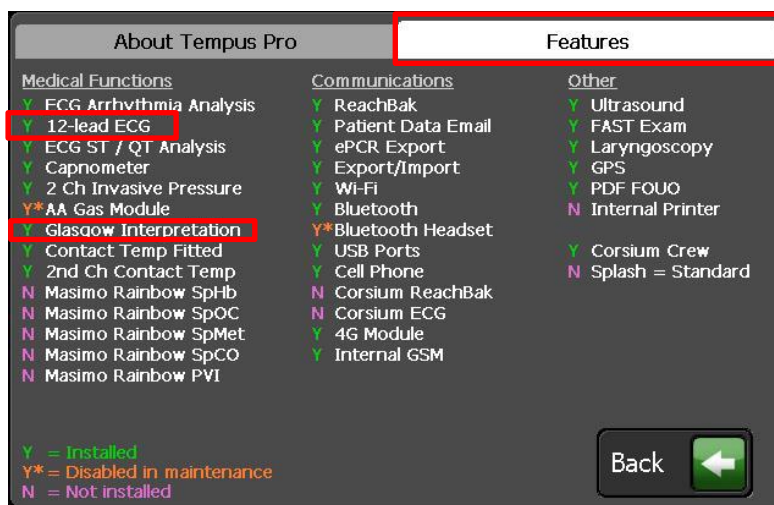 About Tempus Pro
Features
Medical Functions
Y ECG Arrhythmia Analysis
Y 12-lead ECG
Y ECG ST / QT Analysis
Y Capnometer
Y 2 Ch Invasive Pressure
Y* AA Gas Module
Y Glasgow Interpretation
Y Contact Temp Fitted
Y 2nd Ch Contact Temp
N Masimo Rainbow SpHb
N Masimo Rainbow SpOC
N Masimo Rainbow SpMet
N Masimo Rainbow SpCO
N Masimo Rainbow PVI
Communications
Y ReachBak
Y Patient Data Email
Y ePCR Export
Y Export/Import
Y Wi-Fi
Y Bluetooth
Y* Bluetooth Headset
Y USB Ports
Y Cell Phone
N Corsium ReachBak
N Corsium ECG
Y 4G Module
Y Internal GSM
Other
Y Ultrasound
Y FAST Exam
Y Laryngoscopy
Y GPS
Y PDF FOUO
N Internal Printer
Y Corsium Crew
N Splash = Standard
Y = Installed
Y* = Disabled in maintenance
N = Not installed
Back